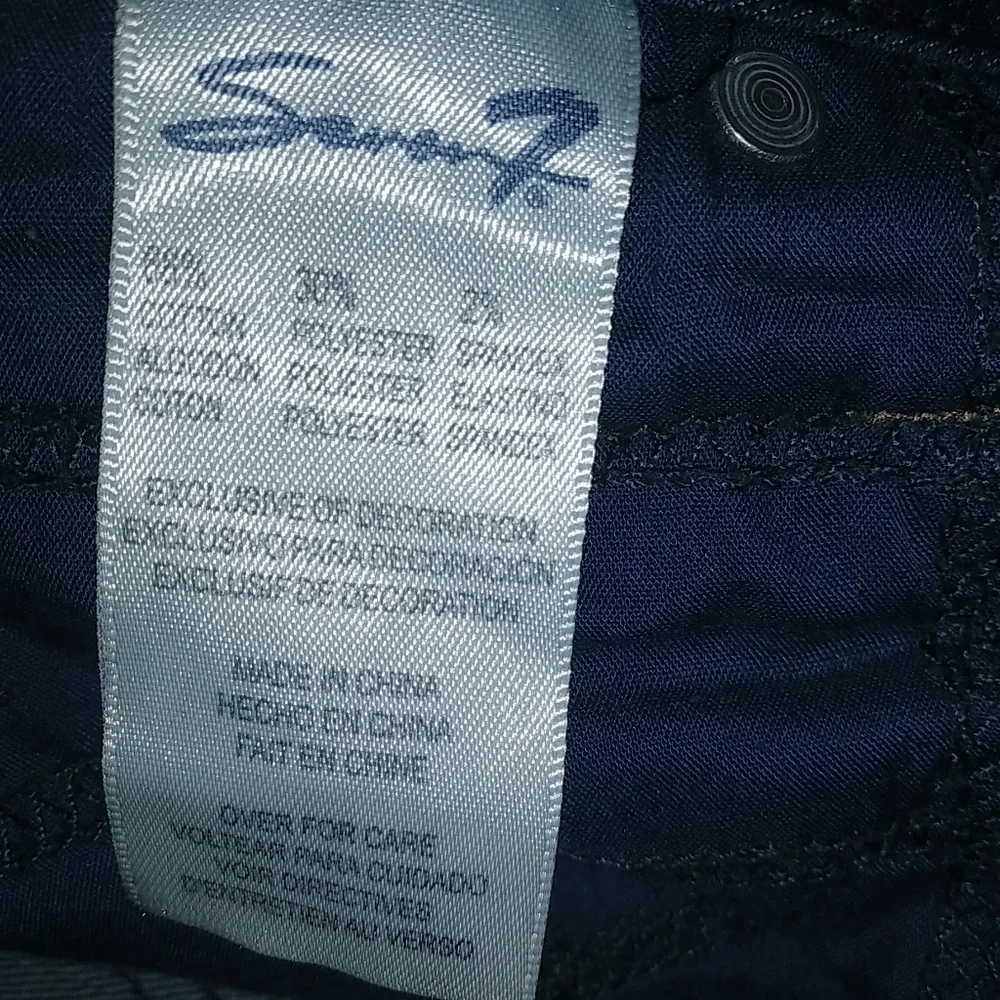 Seven7®
30% 2%
COTTON POLYESTER SPANDEX
ALGODON POLIESTER ELASTINO
COTON POLYESTER SPANDEX
EXCLUSIVE OF DECORATION
EXCLUSIVO PARA DECORACION
EXCLUSIF DE DECORATION
MADE IN CHINA
HECHO EN CHINA
FAIT EN CHINE
OVER FOR CARE
VOLTEAR PARA CUIDADO
VOIR DIRECTIVES
D'ENTRETIEN AU VERSO